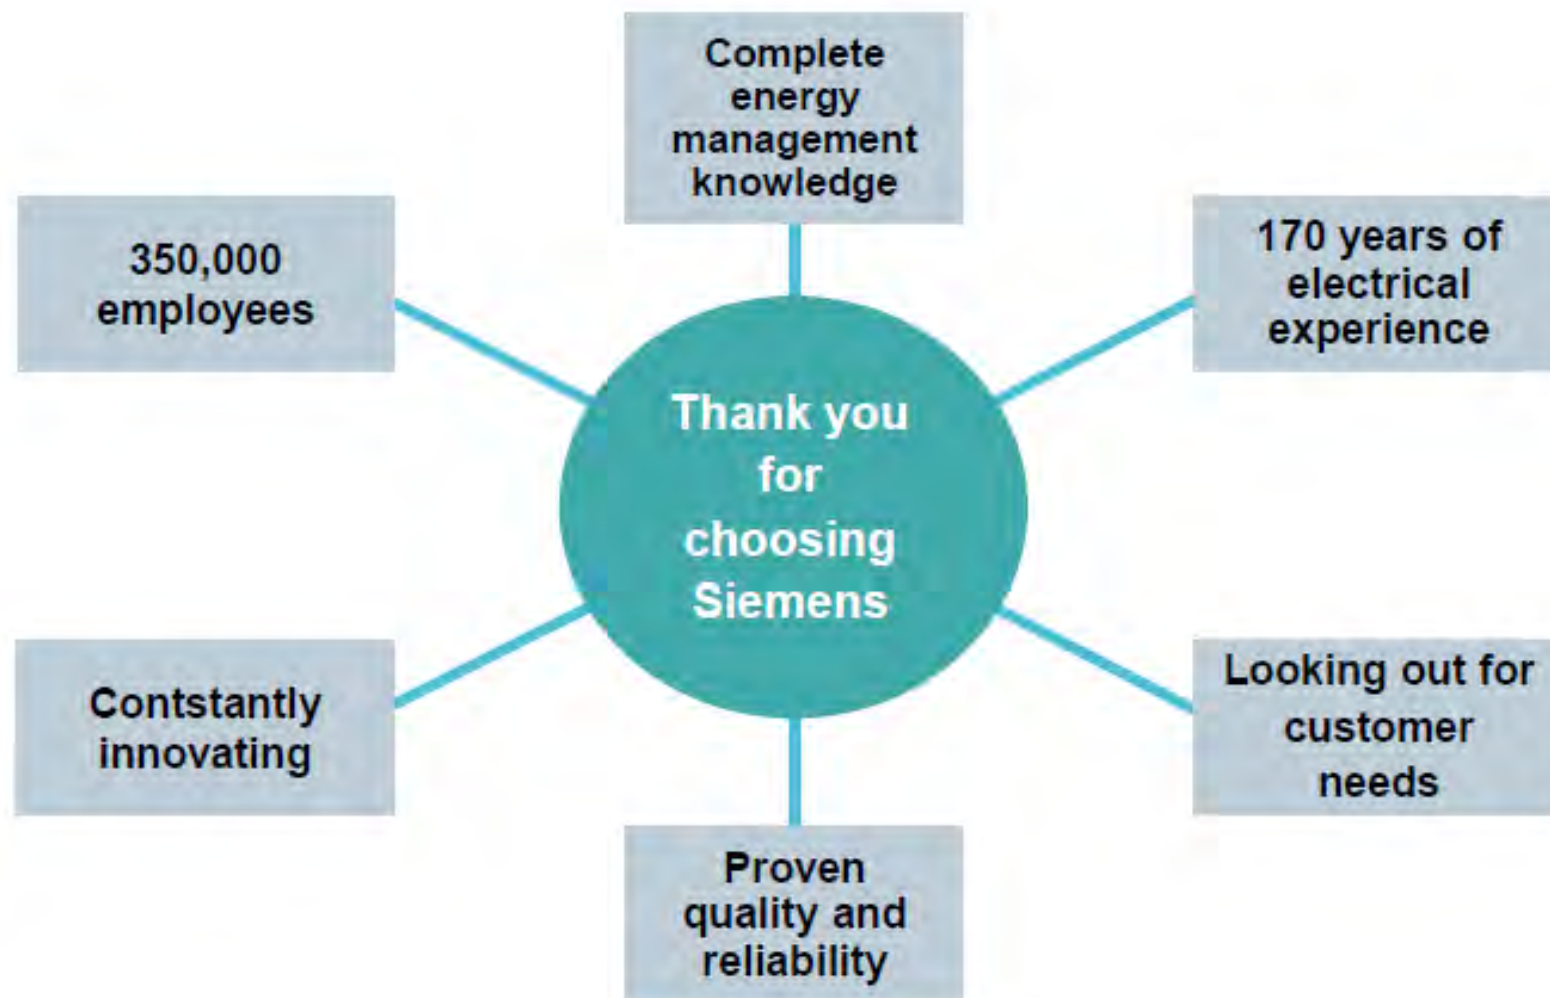 Complete
energy
management
knowledge
350,000
employees
170 years of
electrical
experience
Thank you
for
choosing
Siemens
Contstantly
innovating
Looking out for
customer
needs
Proven
quality and
reliability